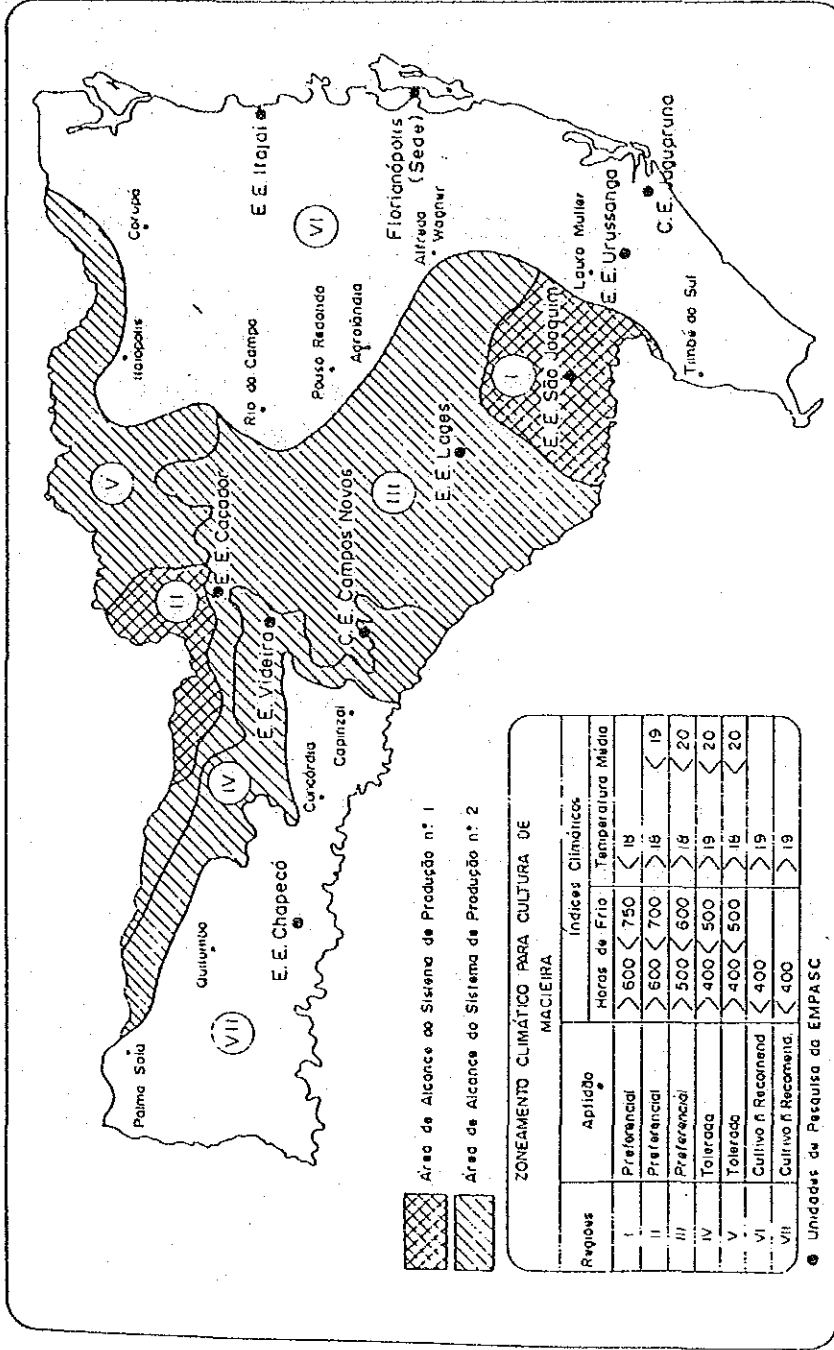 Palma Sola
VII
Quilumbo
E. E. Chapecó
IV
Concórdia
Capinzal
E. E. Videira
II
E. E. Caçador
C. E. Campos Novos
V
III
E. E. Lages
I
E. E. São Joaquim
Itaiópolis
Corupá
Rio do Campo
Pouso Redondo
Agrolândia
VI
E. E. Itajaí
Florianópolis
(Sede)
Alfredo
Wagner
Lauro Muller
E. E. Urussanga
C. E. Jaguaruna
Timbé do Sul
Área de Alcance do Sistema de Produção n: 1
Área de Alcance do Sistema de Produção n: 2
ZONEAMENTO CLIMÁTICO PARA CULTURA DE
MACIEIRA
Regiões Aptidão Índices Climáticos
Horas de Frio Temperatura Média
I Preferencial >600 <750 <18
II Preferencial >600 <700 >18 <19
III Preferencial >500 <600 >18 <20
IV Tolerada >400 <500 >19 <20
V Tolerada >400 <500 >18 <20
VI Cultivo ñ Recomend <400 >19
VII Cultivo ñ Recomend. <400 >19
Unidades de Pesquisa da EMPASC